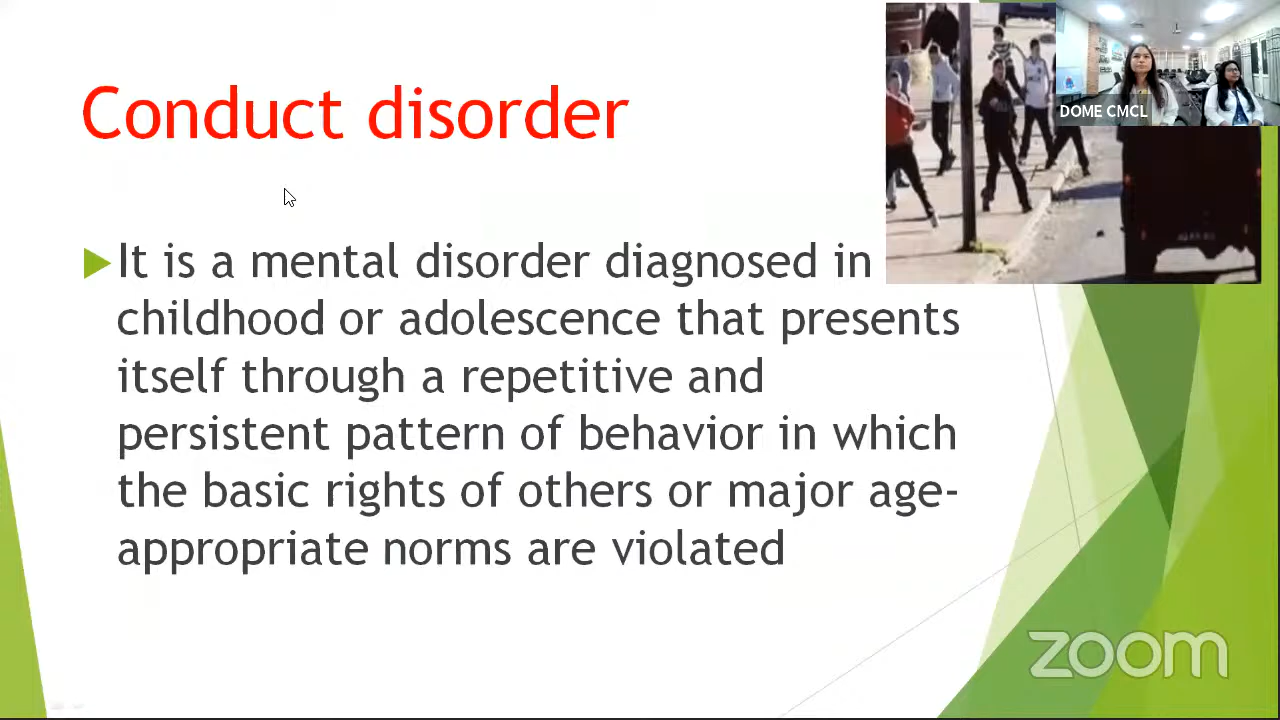 Conduct disorder
DOME CMCL
It is a mental disorder diagnosed in
childhood or adolescence that presents
itself through a repetitive and
persistent pattern of behavior in which
the basic rights of others or major age-
appropriate norms are violated
zoom